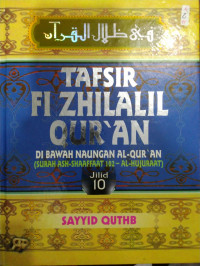 في ظلال القرآن
TAFSIR
FI ZHILALIL
QUR`AN
DI BAWAH NAUNGAN AL-QUR`AN
(SURAH ASH-SHAAFFAAT 102 – AL-HUJURAAT)
Jilid
10
SAYYID QUTHB